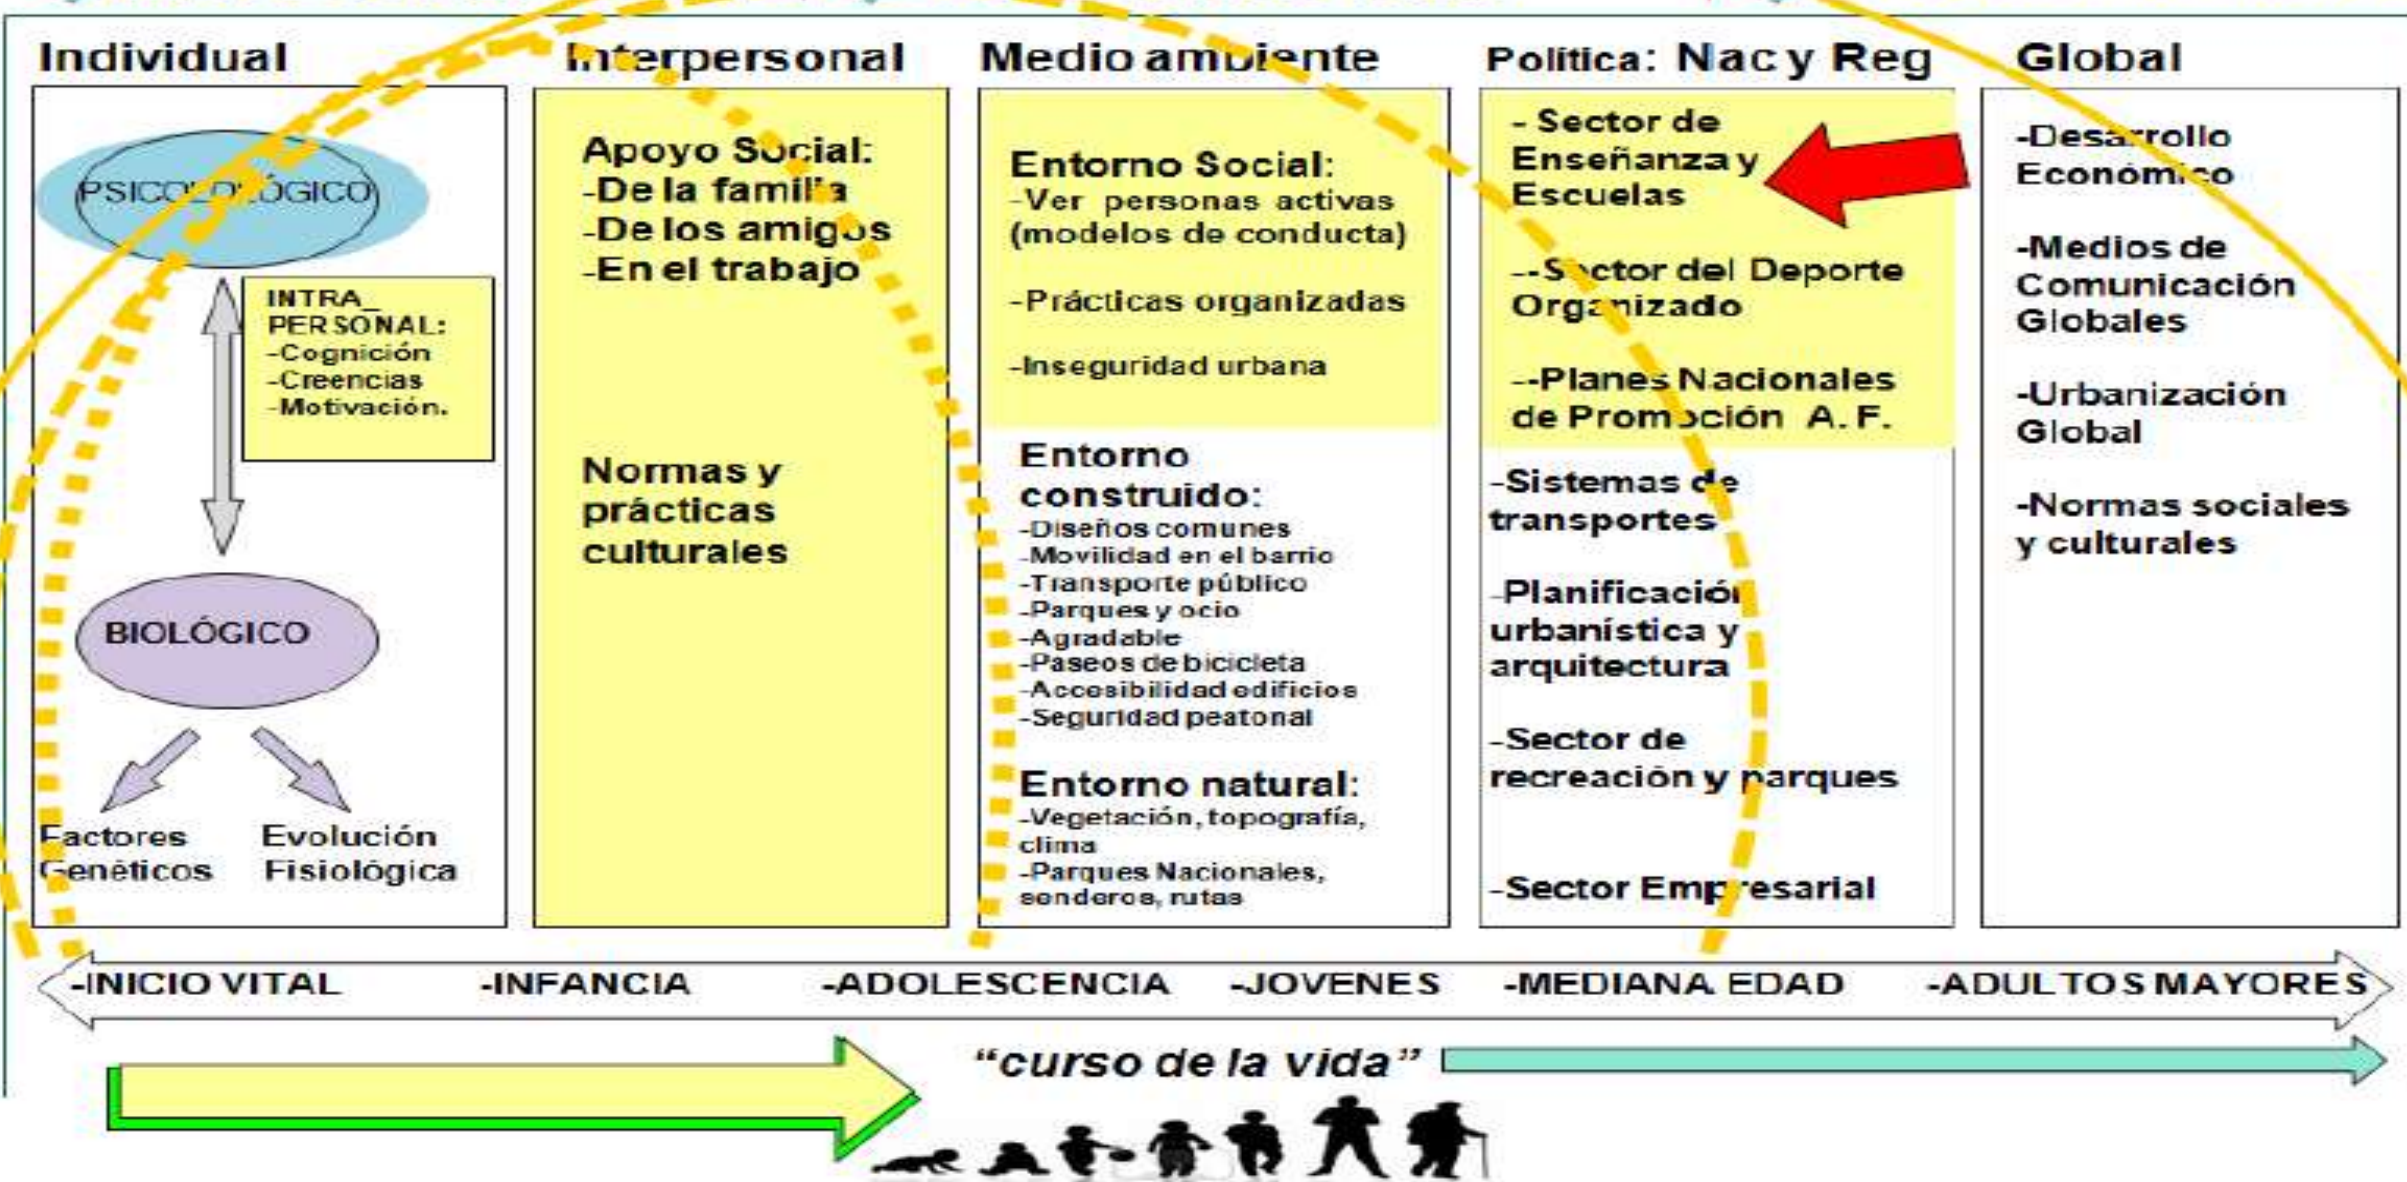 Individual
PSICOLOLÓGICO
INTRA_
PERSONAL:
-Cognición
-Creencias
-Motivación.
BIOLÓGICO
Factores
Genéticos
Evolución
Fisiológica
Interpersonal
Apoyo Social:
-De la familia
-De los amigos
-En el trabajo
Normas y
prácticas
culturales
Medio ambiente
Entorno Social:
-Ver personas activas
(modelos de conducta)
-Prácticas organizadas
-Inseguridad urbana
Entorno
construido:
-Diseños comunes
-Movilidad en el barrio
-Transporte público
-Parques y ocio
-Agradable
-Paseos de bicicleta
-Accesibilidad edificios
-Seguridad peatonal
Entorno natural:
-Vegetación, topografía,
clima
-Parques Nacionales,
senderos, rutas
Política: Nac y Reg
- Sector de
Enseñanza y
Escuelas
--Sector del Deporte
Organizado
--Planes Nacionales
de Promoción A. F.
-Sistemas de
transportes
-Planificación
urbanística y
arquitectura
-Sector de
recreación y parques
-Sector Empresarial
Global
-Desarrollo
Económico
-Medios de
Comunicación
Globales
-Urbanización
Global
-Normas sociales
y culturales
-INICIO VITAL -INFANCIA -ADOLESCENCIA -JOVENES -MEDIANA EDAD -ADULTOS MAYORES
“curso de la vida”